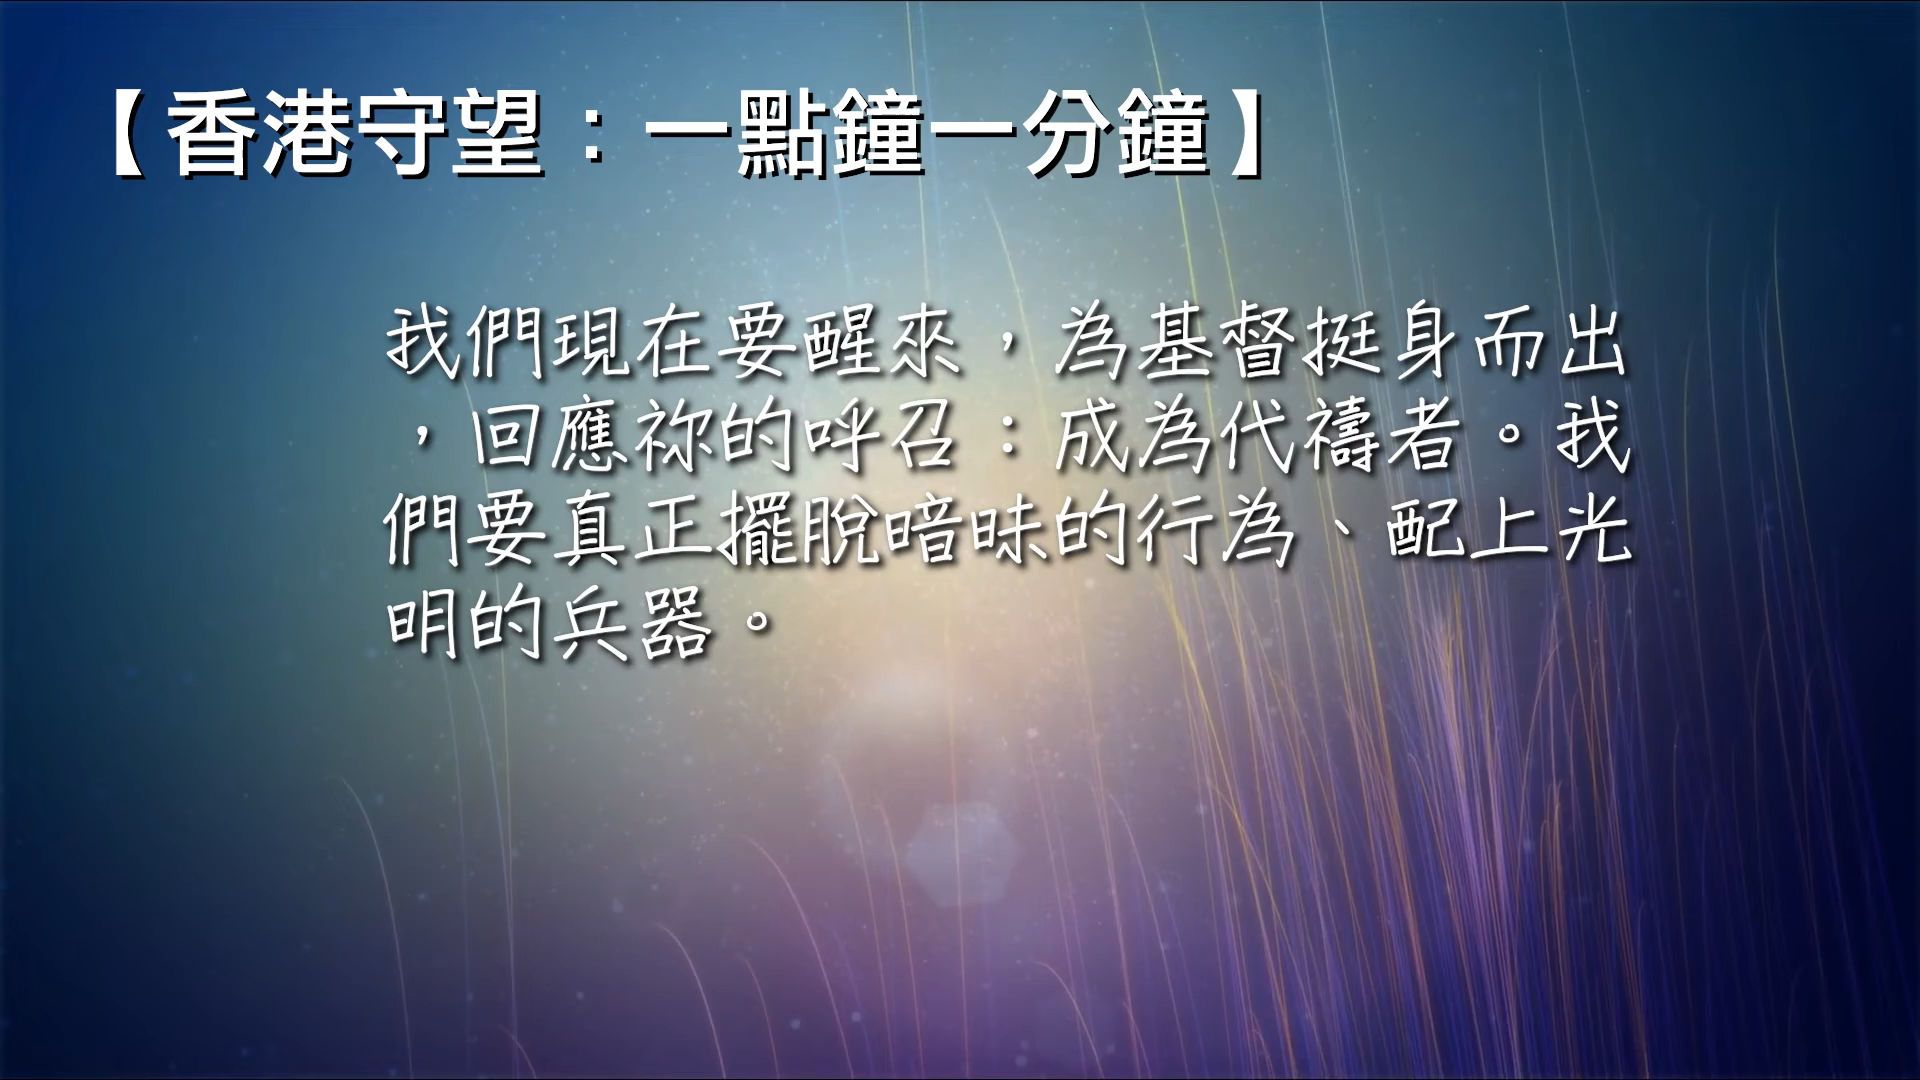 【香港守望：一點鐘一分鐘】
我們現在要醒來，為基督挺身而出
，回應祢的呼召：成為代禱者。我
們要真正擺脫暗昧的行為、配上光
明的兵器。